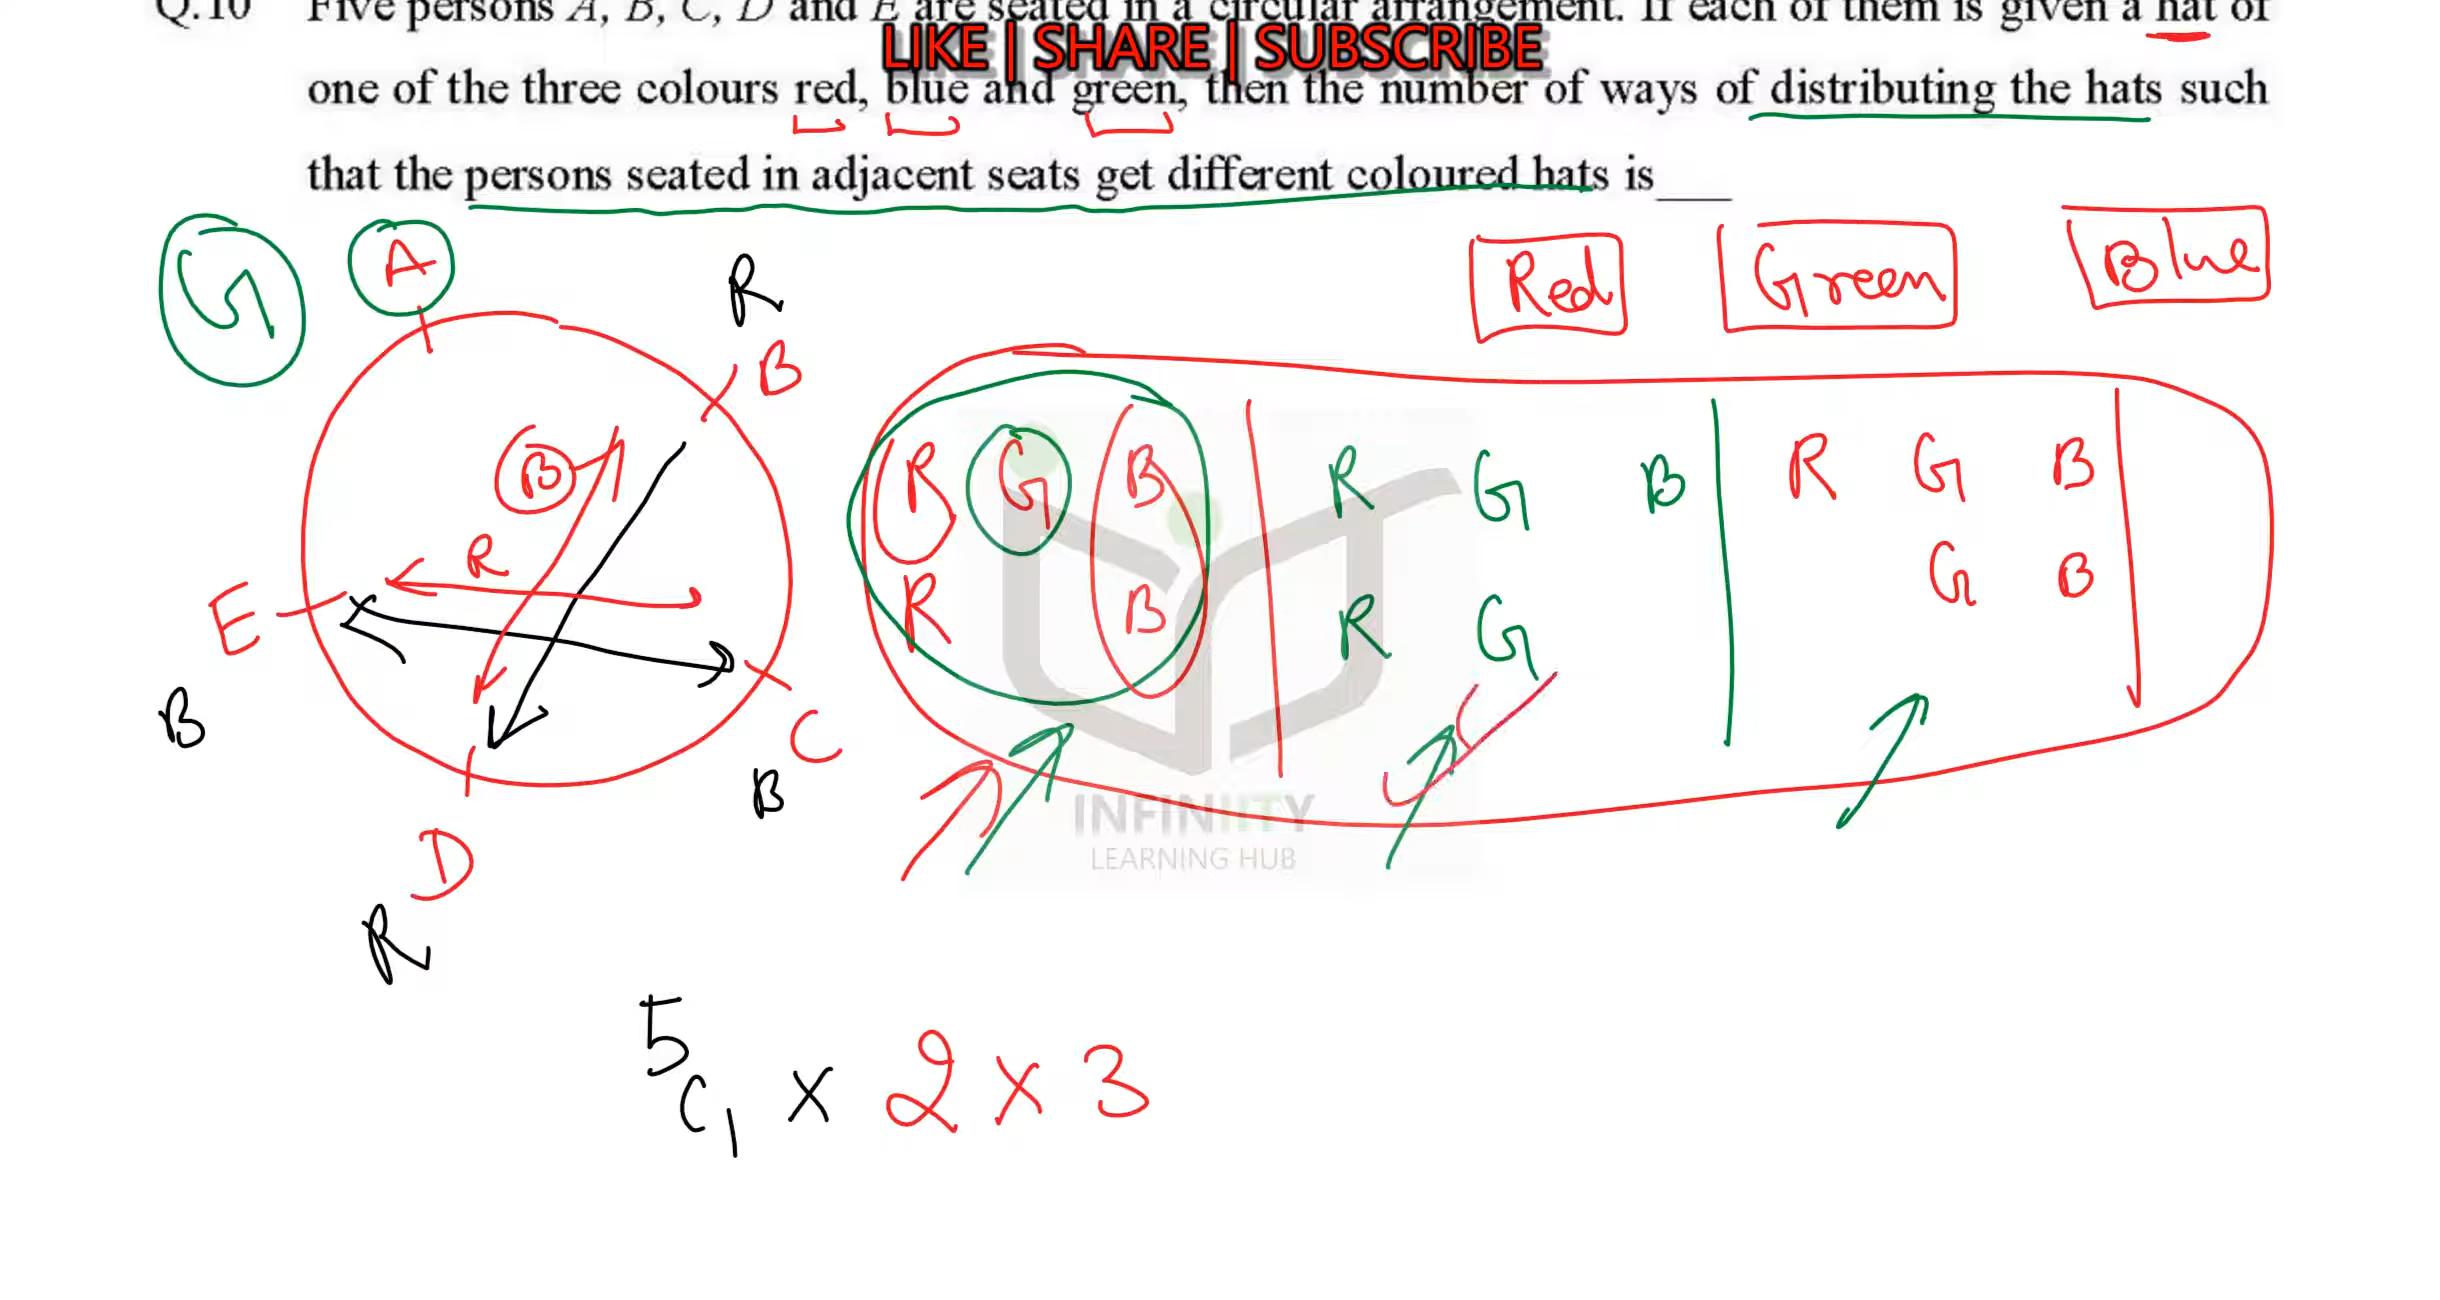 Q.10 Five persons A, B, C, D and E are seated in a circular arrangement. If each of them is given a hat of
LIKE | SHARE | SUBSCRIBE
one of the three colours red, blue and green, then the number of ways of distributing the hats such
that the persons seated in adjacent seats get different coloured hats is____
G A R Red Green Blue
B
B R G B R G B R G B
R
E R B R G G B
B C
B
INFINIITY
LEARNING HUB
D
R
5C1 × 2 × 3